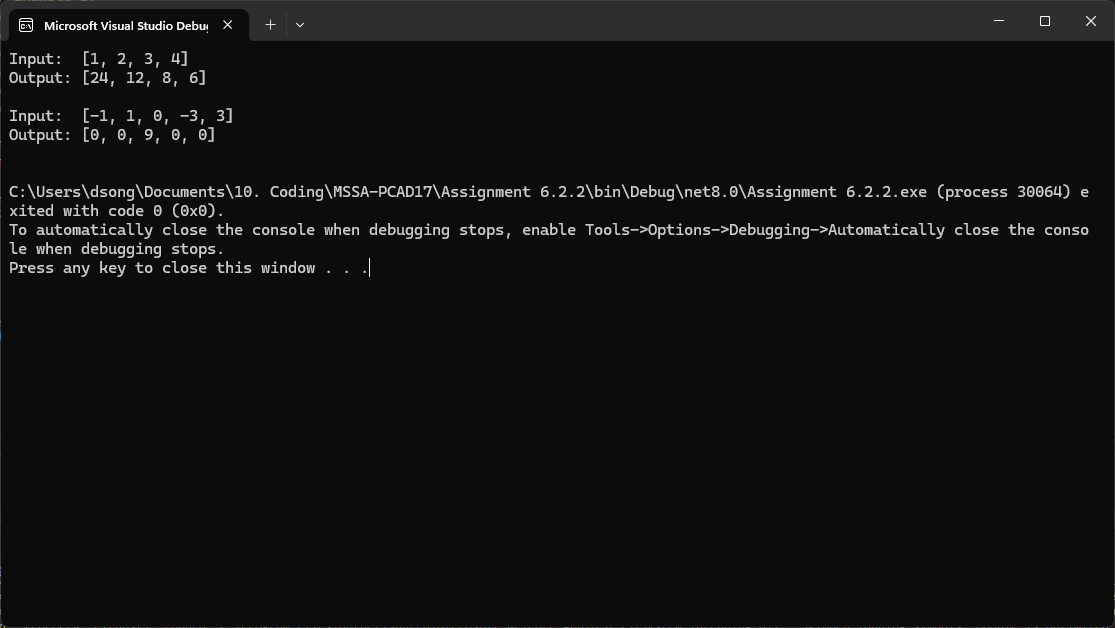 Microsoft Visual Studio Debu
Input:  [1, 2, 3, 4]
Output: [24, 12, 8, 6]
Input:  [-1, 1, 0, -3, 3]
Output: [0, 0, 9, 0, 0]
C:\Users\dsong\Documents\10. Coding\MSSA-PCAD17\Assignment 6.2.2\bin\Debug\net8.0\Assignment 6.2.2.exe (process 30064) e
xited with code 0 (0x0).
To automatically close the console when debugging stops, enable Tools->Options->Debugging->Automatically close the conso
le when debugging stops.
Press any key to close this window . . .